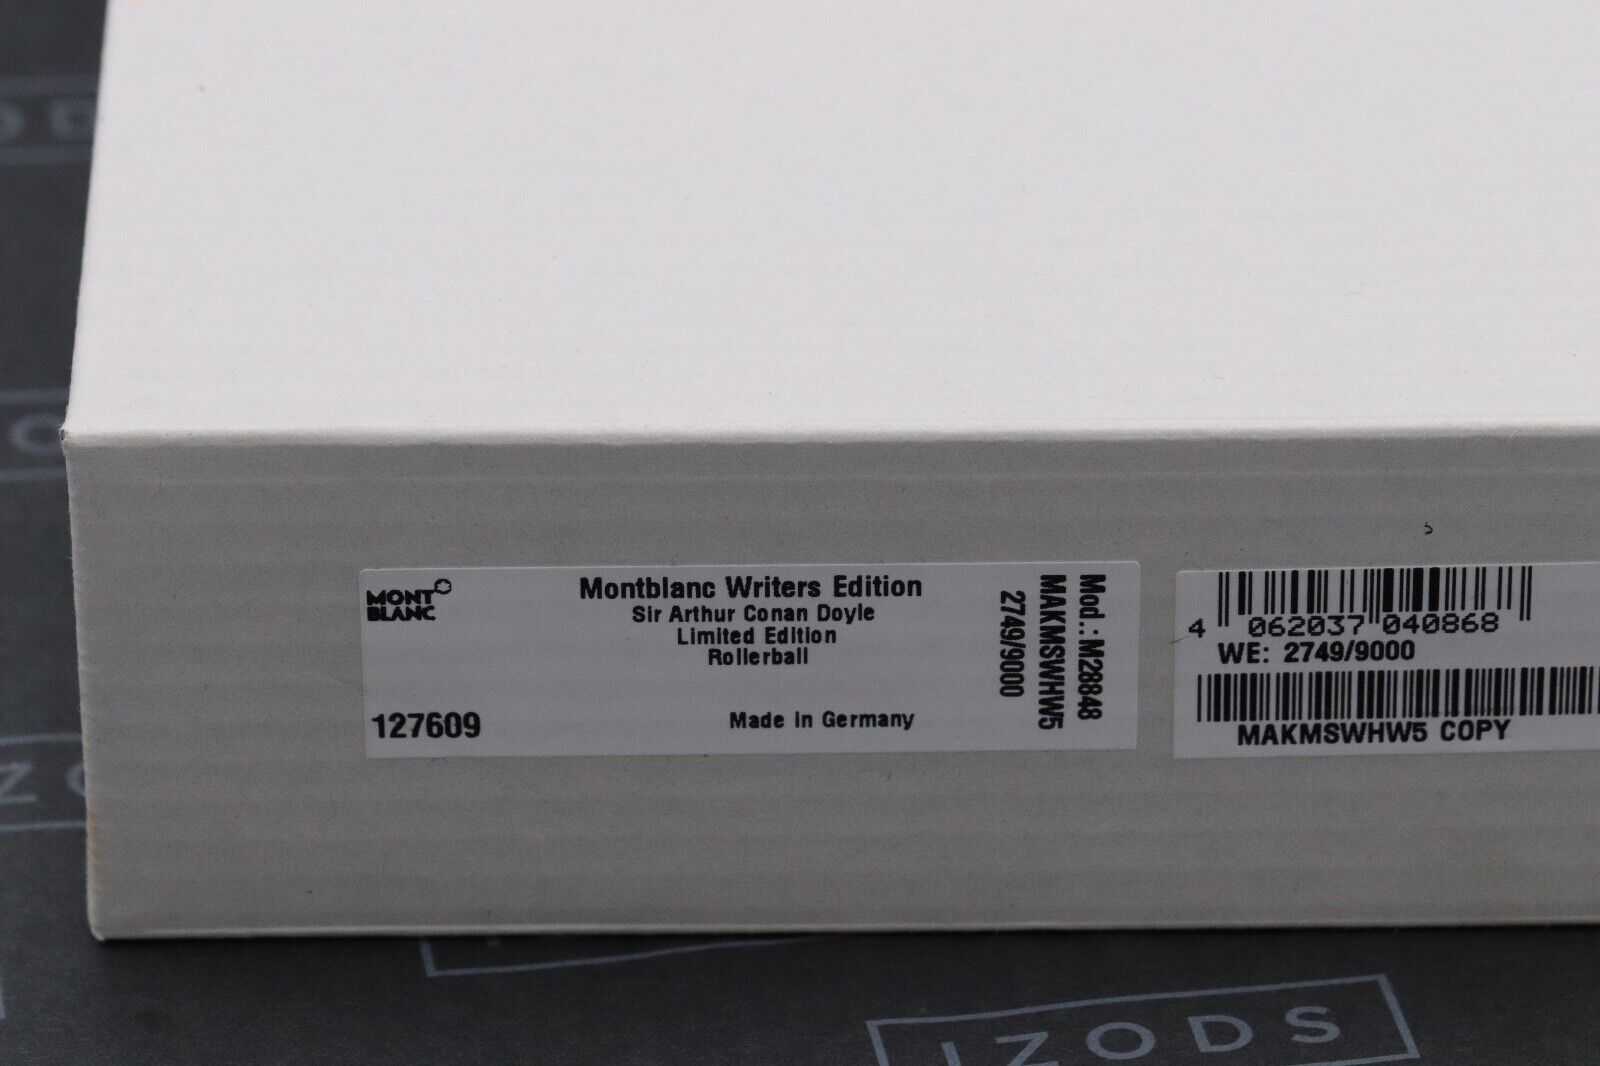 MONT
BLANC
Montblanc Writers Edition
Sir Arthur Conan Doyle
Limited Edition
Rollerball
127609
Made in Germany
Mod.: M28848
MAKMSWHW5
2749/9000
4 062037 040868
WE: 2749/9000
MAKMSWHW5 COPY
IZODS